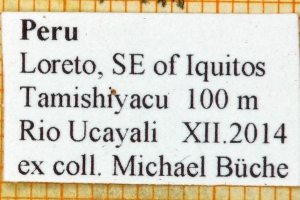 Peru
Loreto, SE of Iquitos
Tamishiyacu 100 m
Rio Ucayali XII.2014
ex coll. Michael Büche